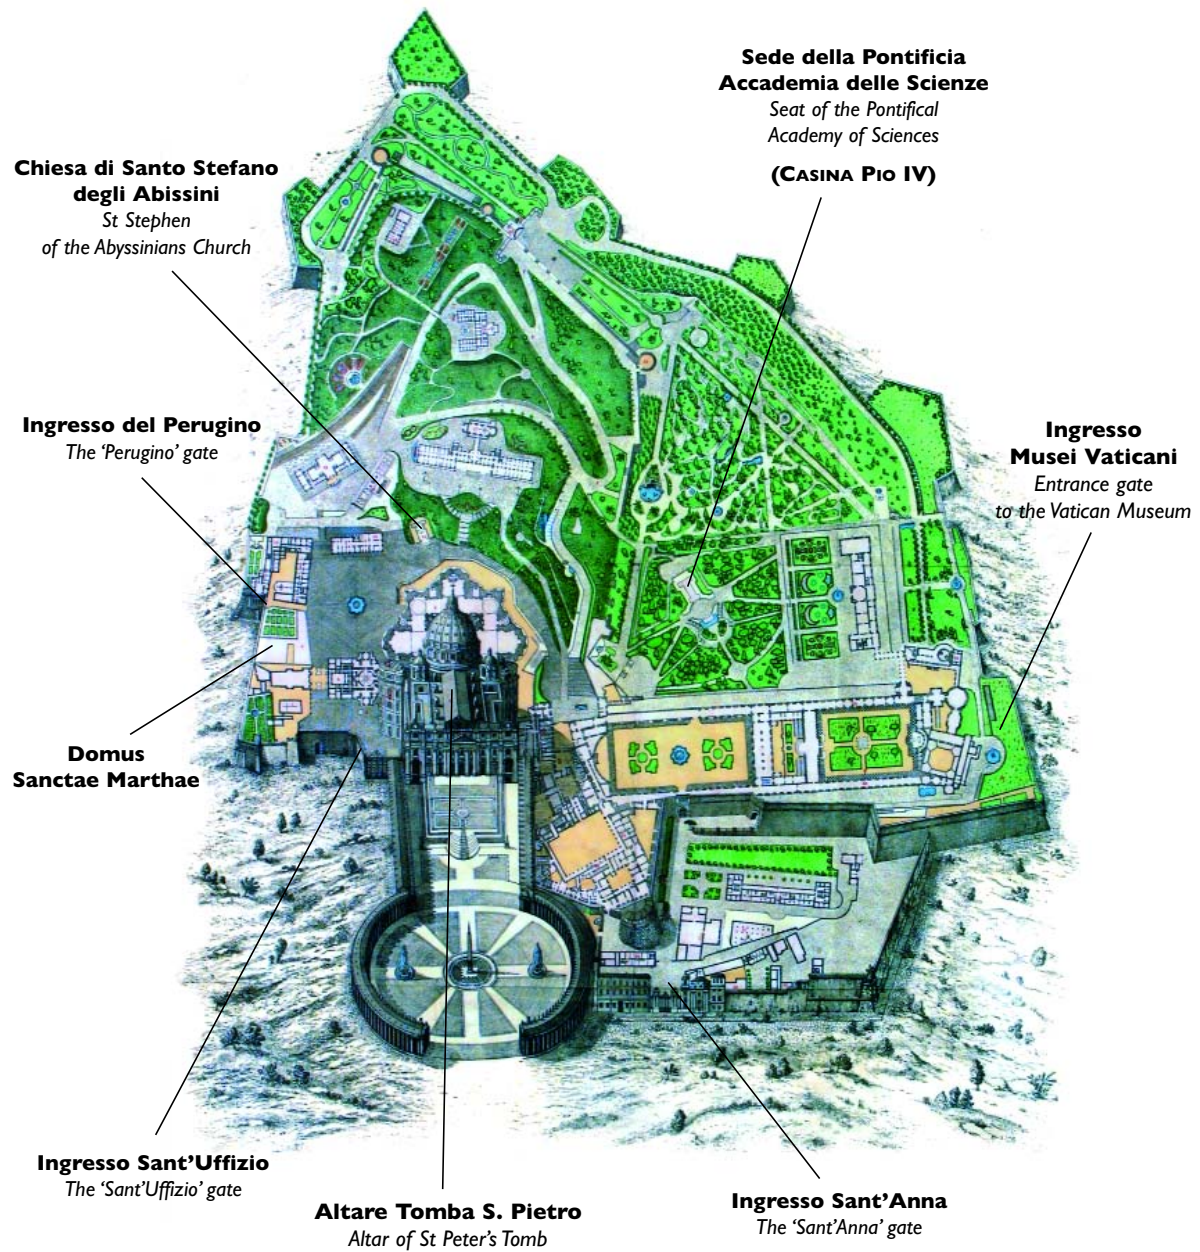 Sede della Pontificia
Accademia delle Scienze
Seat of the Pontifical
Academy of Sciences
(CASINA PIO IV)
Chiesa di Santo Stefano
degli Abissini
St Stephen
of the Abyssinians Church
Ingresso del Perugino
The ‘Perugino’ gate
Ingresso
Musei Vaticani
Entrance gate
to the Vatican Museum
Domus
Sanctae Marthae
Ingresso Sant’Uffizio
The ‘Sant’Uffizio’ gate
Altare Tomba S. Pietro
Altar of St Peter’s Tomb
Ingresso Sant’Anna
The ‘Sant’Anna’ gate